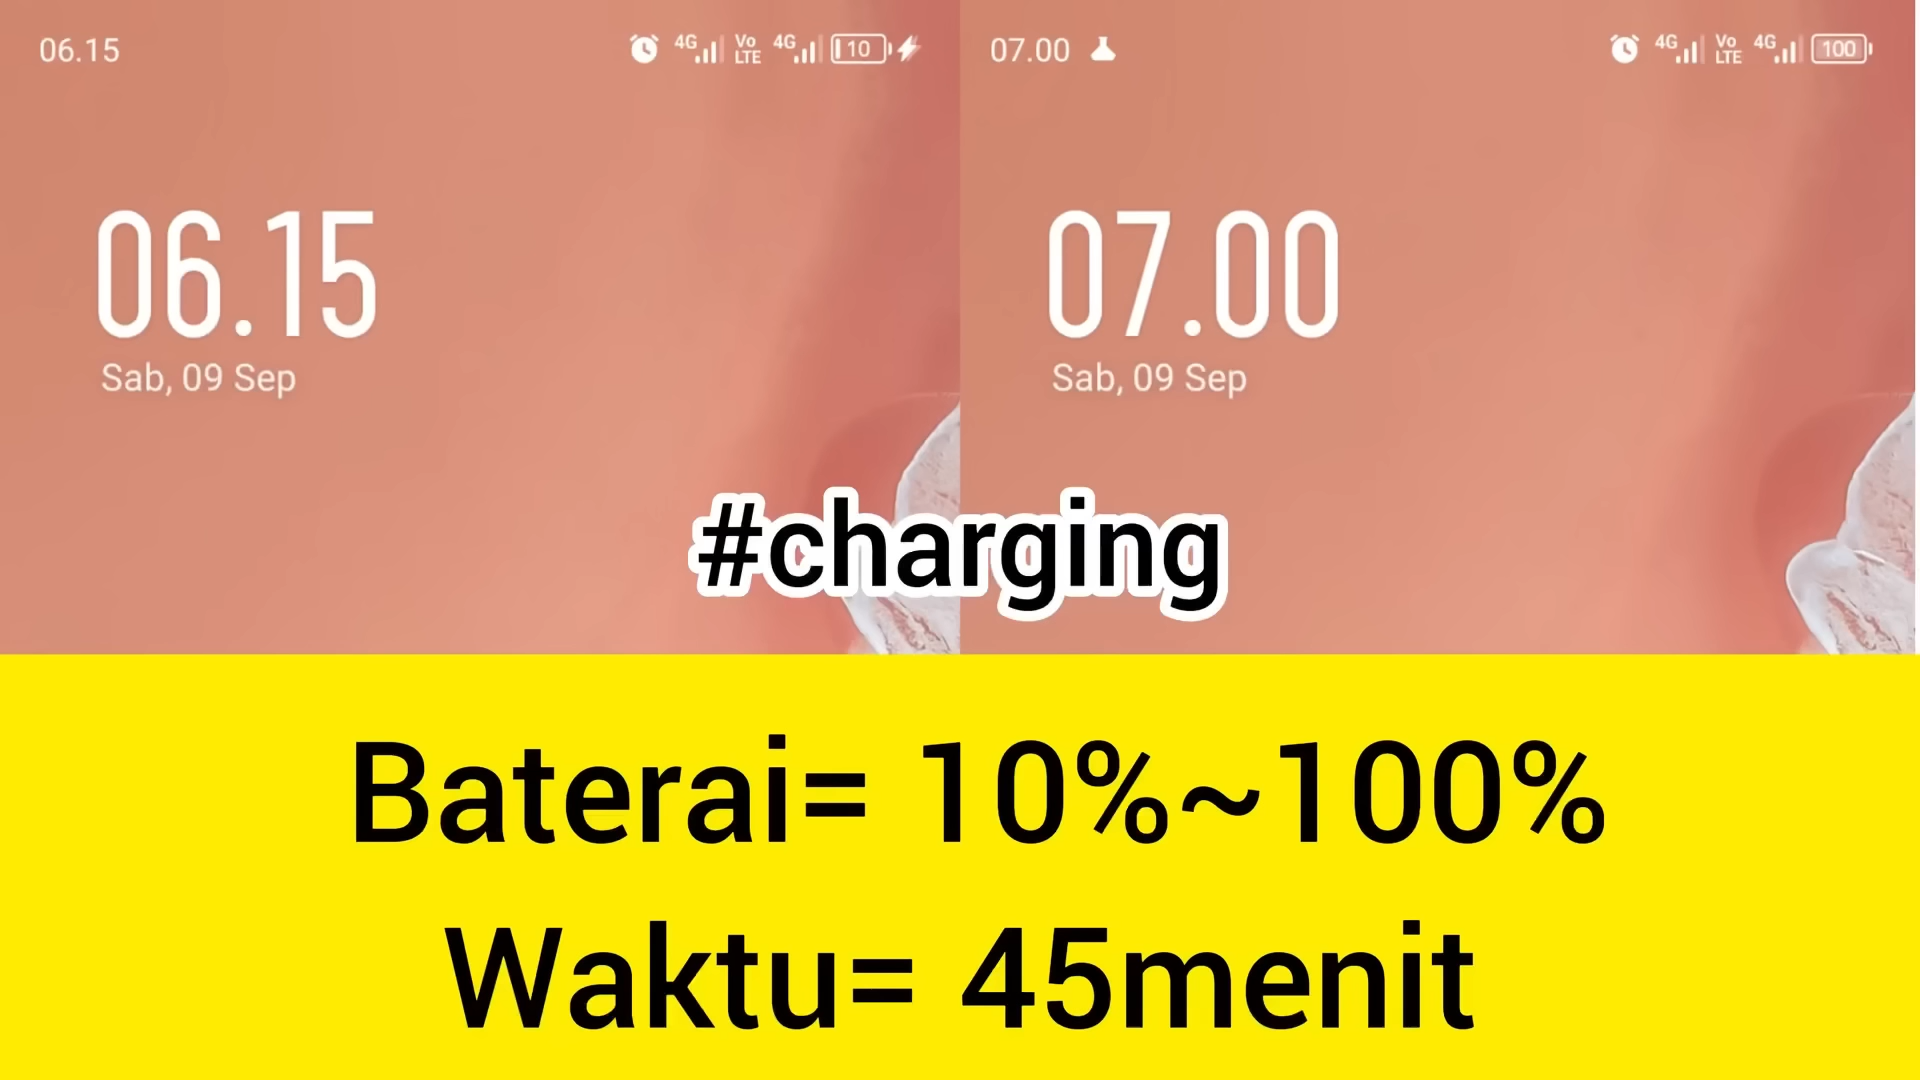 06.15
4G Vo LTE 4G 10
06.15
Sab, 09 Sep
07.00
4G Vo LTE 4G 100
07.00
Sab, 09 Sep
#charging
Baterai= 10%~100%
Waktu= 45menit